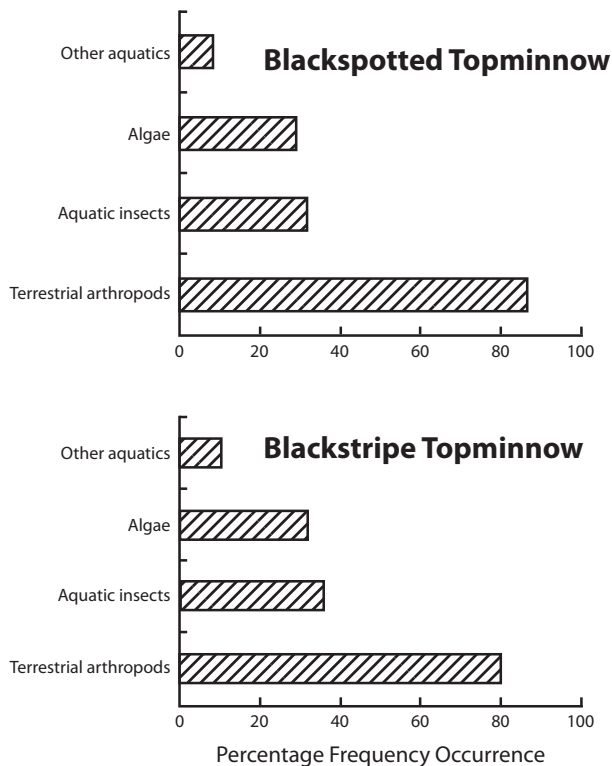 Blackspotted Topminnow
Other aquatics
Algae
Aquatic insects
Terrestrial arthropods
0 20 40 60 80 100
Blackstripe Topminnow
Other aquatics
Algae
Aquatic insects
Terrestrial arthropods
0 20 40 60 80 100
Percentage Frequency Occurrence